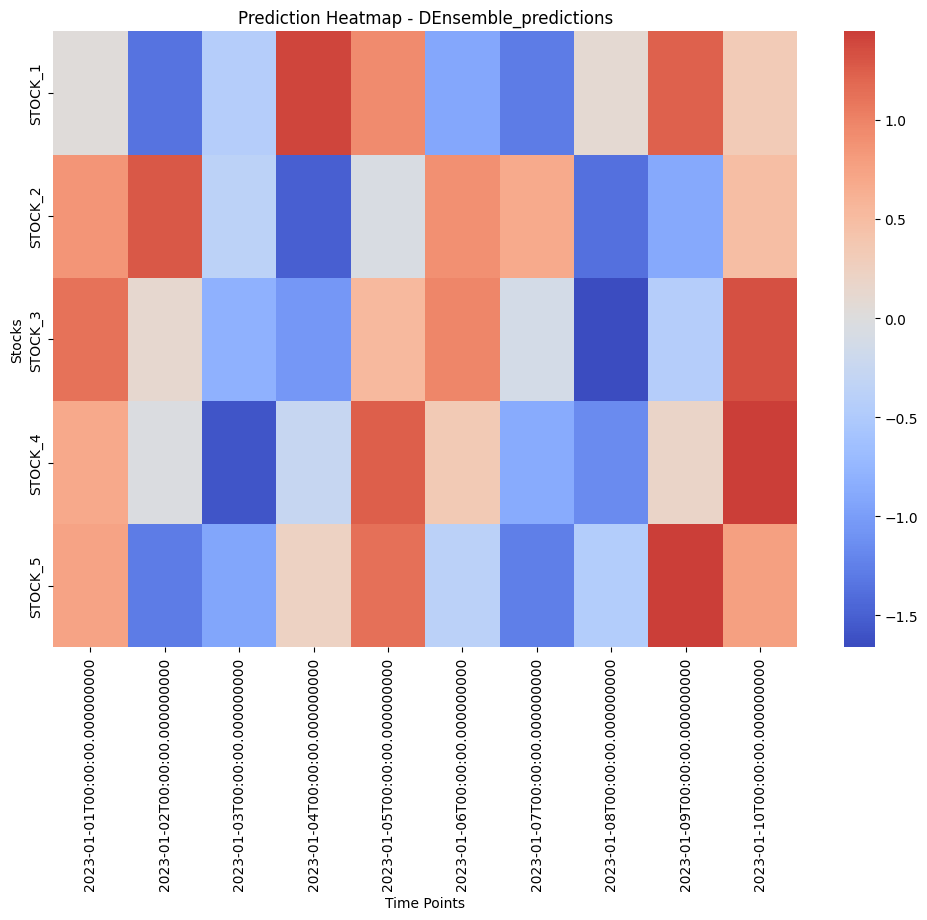 Prediction Heatmap - DEnsemble_predictions
Stocks
STOCK_1
STOCK_2
STOCK_3
STOCK_4
STOCK_5
1.0
0.5
0.0
−0.5
−1.0
−1.5
2023-01-01T00:00:00.000000000
2023-01-02T00:00:00.000000000
2023-01-03T00:00:00.000000000
2023-01-04T00:00:00.000000000
2023-01-05T00:00:00.000000000
2023-01-06T00:00:00.000000000
2023-01-07T00:00:00.000000000
2023-01-08T00:00:00.000000000
2023-01-09T00:00:00.000000000
2023-01-10T00:00:00.000000000
Time Points